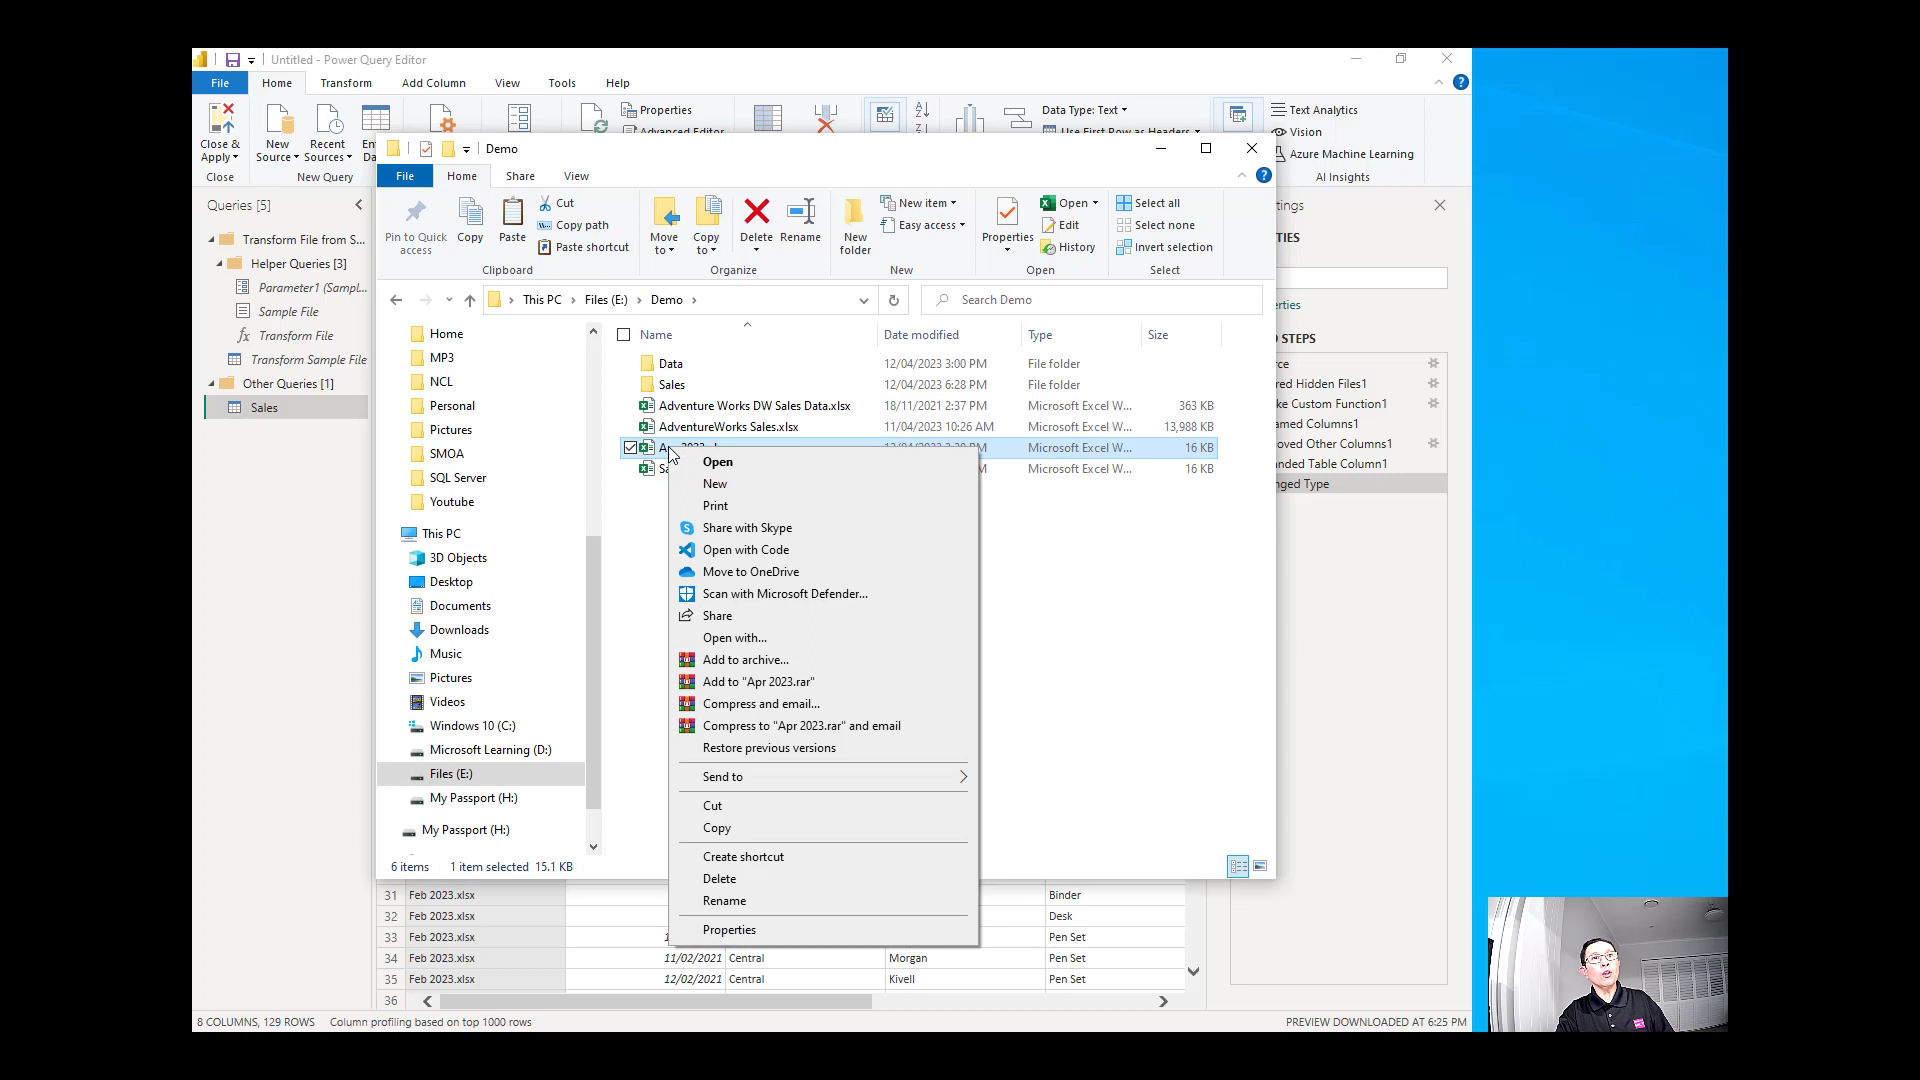 Untitled - Power Query Editor
File Home Transform Add Column View Tools Help
Close & Apply
New Source
Recent Sources
Properties
Advanced Editor
Data Type: Text
Use First Row as Headers
Text Analytics
Vision
Azure Machine Learning
Close
New Query
AI Insights
Queries [5]
Transform File from S...
Helper Queries [3]
Parameter1 (Sampl...
Sample File
fx Transform File
Transform Sample File
Other Queries [1]
Sales
Demo
File Home Share View
Pin to Quick access
Copy
Paste
Cut
Copy path
Paste shortcut
Move to
Copy to
Delete
Rename
New folder
New item
Easy access
Properties
Open
Edit
History
Select all
Select none
Invert selection
Clipboard
Organize
New
Open
Select
This PC > Files (E:) > Demo >
Search Demo
Home
MP3
NCL
Personal
Pictures
SMOA
SQL Server
Youtube
This PC
3D Objects
Desktop
Documents
Downloads
Music
Pictures
Videos
Windows 10 (C:)
Microsoft Learning (D:)
Files (E:)
My Passport (H:)
My Passport (H:)
Name Date modified Type Size
Data 12/04/2023 3:00 PM File folder
Sales 12/04/2023 6:28 PM File folder
Adventure Works DW Sales Data.xlsx 18/11/2021 2:37 PM Microsoft Excel W... 363 KB
AdventureWorks Sales.xlsx 11/04/2023 10:26 AM Microsoft Excel W... 13,988 KB
Microsoft Excel W... 16 KB
Microsoft Excel W... 16 KB
Open
New
Print
Share with Skype
Open with Code
Move to OneDrive
Scan with Microsoft Defender...
Share
Open with...
Add to archive...
Add to "Apr 2023.rar"
Compress and email...
Compress to "Apr 2023.rar" and email
Restore previous versions
Send to
Cut
Copy
Create shortcut
Delete
Rename
Properties
6 items 1 item selected 15.1 KB
tings
TIES
erties
STEPS
rce
red Hidden Files1
ke Custom Function1
amed Columns1
oved Other Columns1
anded Table Column1
nged Type
31 Feb 2023.xlsx Binder
32 Feb 2023.xlsx Desk
33 Feb 2023.xlsx Pen Set
34 Feb 2023.xlsx 11/02/2021 Central Morgan Pen Set
35 Feb 2023.xlsx 12/02/2021 Central Kivell Pen Set
36
8 COLUMNS, 129 ROWS Column profiling based on top 1000 rows
PREVIEW DOWNLOADED AT 6:25 PM